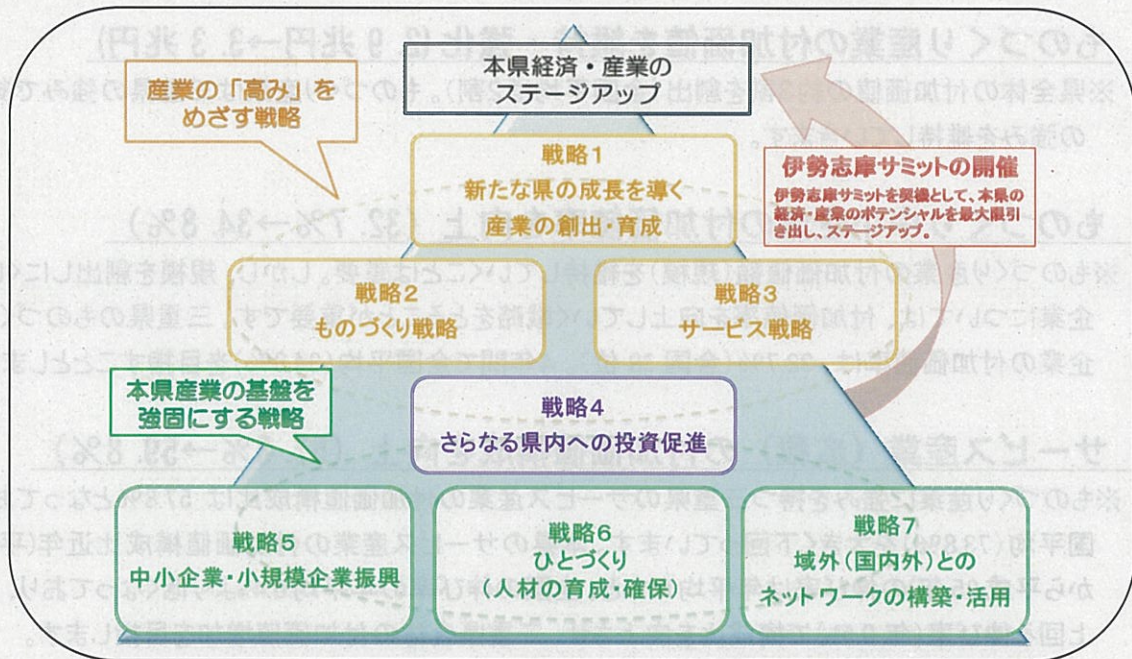 本県経済・産業の
ステージアップ
産業の「高み」を
めざす戦略
戦略1
新たな県の成長を導く
産業の創出・育成
伊勢志摩サミットの開催
伊勢志摩サミットを契機として、本県の
経済・産業のポテンシャルを最大限引
き出し、ステージアップ。
戦略2
ものづくり戦略
戦略3
サービス戦略
本県産業の基盤を
強固にする戦略
戦略4
さらなる県内への投資促進
戦略5
中小企業・小規模企業振興
戦略6
ひとづくり
(人材の育成・確保)
戦略7
域外(国内外)との
ネットワークの構築・活用